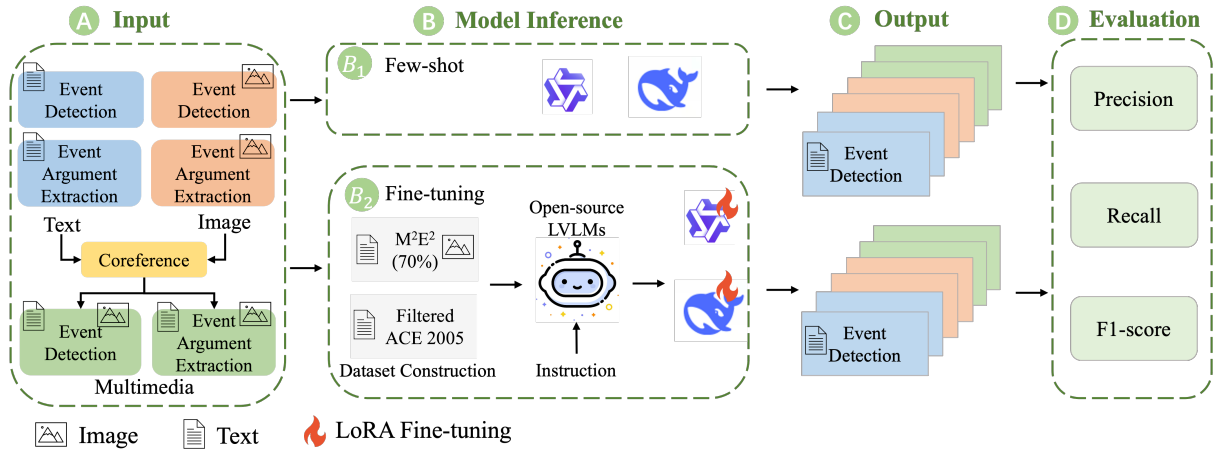 A Input
Event
Detection
Event
Detection
Event
Argument
Extraction
Event
Argument
Extraction
Text
Image
Coreference
Event
Detection
Event
Argument
Extraction
Multimedia
B Model Inference
B1 Few-shot
B2 Fine-tuning
M²E²
(70%)
Filtered
ACE 2005
Dataset Construction
Open-source
LVLMs
Instruction
C Output
Event
Detection
Event
Detection
D Evaluation
Precision
Recall
F1-score
Image
Text
LoRA Fine-tuning